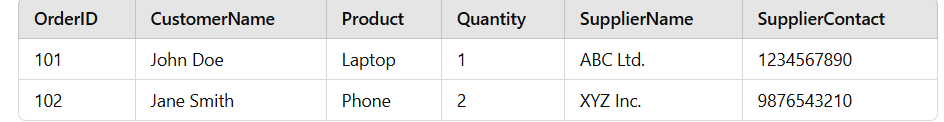 OrderID CustomerName Product Quantity SupplierName SupplierContact
101 John Doe Laptop 1 ABC Ltd. 1234567890
102 Jane Smith Phone 2 XYZ Inc. 9876543210